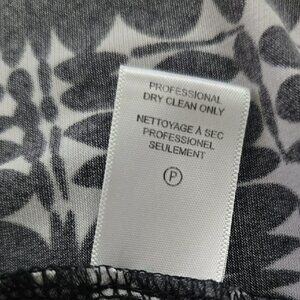 PROFESSIONAL
DRY CLEAN ONLY
NETTOYAGE À SEC
PROFESSIONEL
SEULEMENT
P